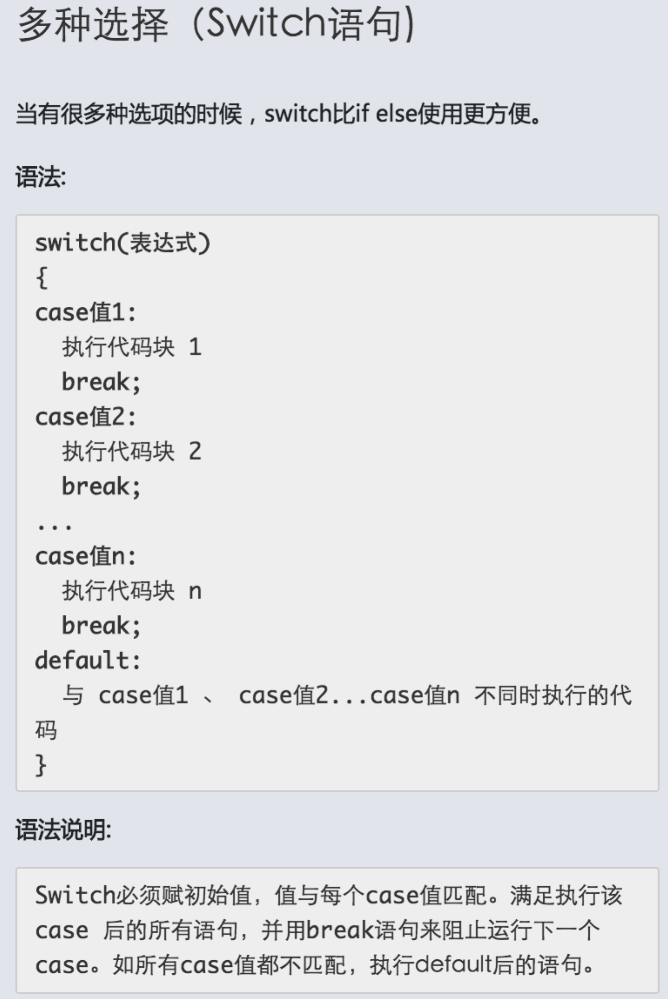 多种选择（Switch语句)
当有很多种选项的时候，switch比if else使用更方便。
语法:
switch(表达式)
{
case值1:
  执行代码块 1
  break;
case值2:
  执行代码块 2
  break;
...
case值n:
  执行代码块 n
  break;
default:
  与 case值1 、 case值2...case值n 不同时执行的代
码
}
语法说明:
Switch必须赋初始值，值与每个case值匹配。满足执行该
case 后的所有语句，并用break语句来阻止运行下一个
case。如所有case值都不匹配，执行default后的语句。